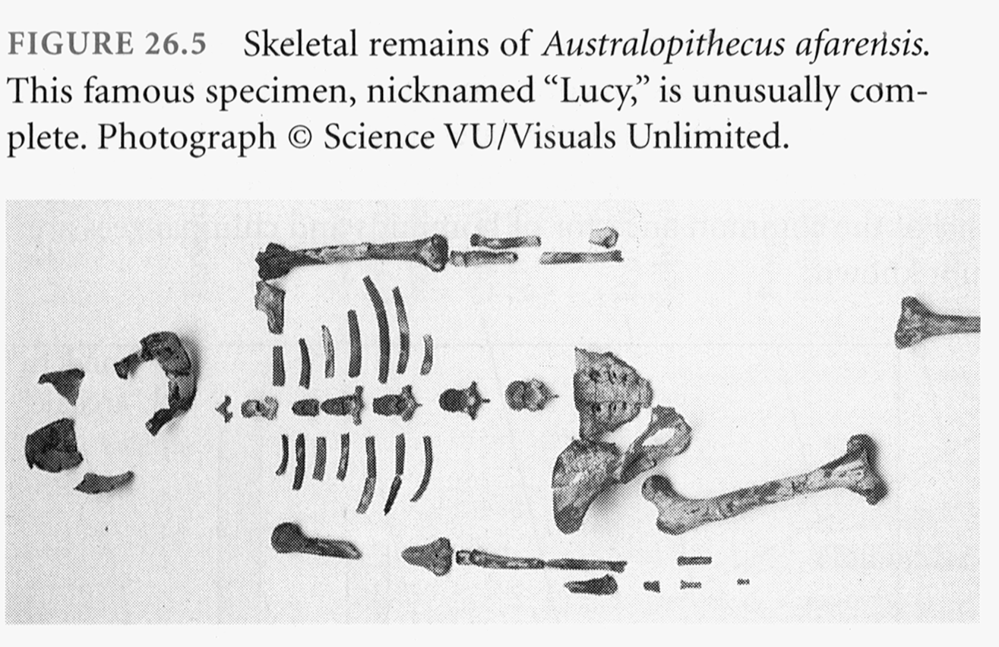 FIGURE 26.5 Skeletal remains of Australopithecus afarensis.
This famous specimen, nicknamed “Lucy,” is unusually com-
plete. Photograph © Science VU/Visuals Unlimited.